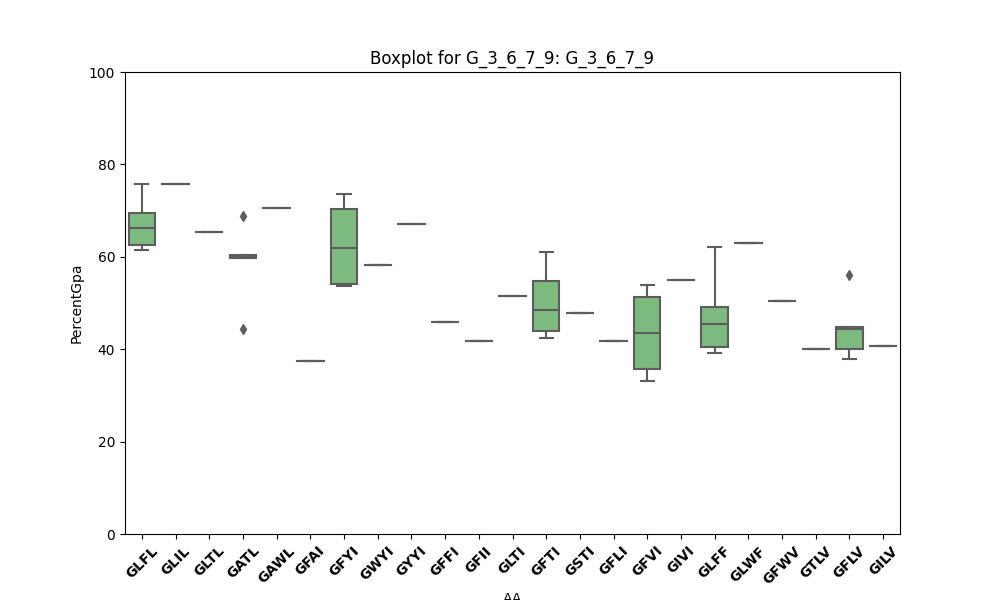 Boxplot for G_3_6_7_9: G_3_6_7_9
100
80
60
40
20
0
PercentGpa
GLFL GLIL GLTL GATL GAWL GFAI GFYI GWYI GYYI GFFI GFII GLTI GFTI GSTI GFLI GFVI GIVI GLFF GLWF GFWV GTLV GFLV GILV
AA